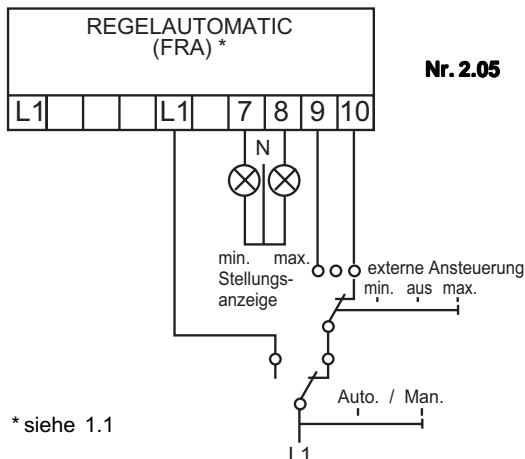 REGELAUTOMATIC
(FRA) *
Nr. 2.05
L1 L1 7 8 9 10
N
min. max.
Stellungs-
anzeige
externe Ansteuerung
min. aus max.
Auto. / Man.
* siehe 1.1
L1